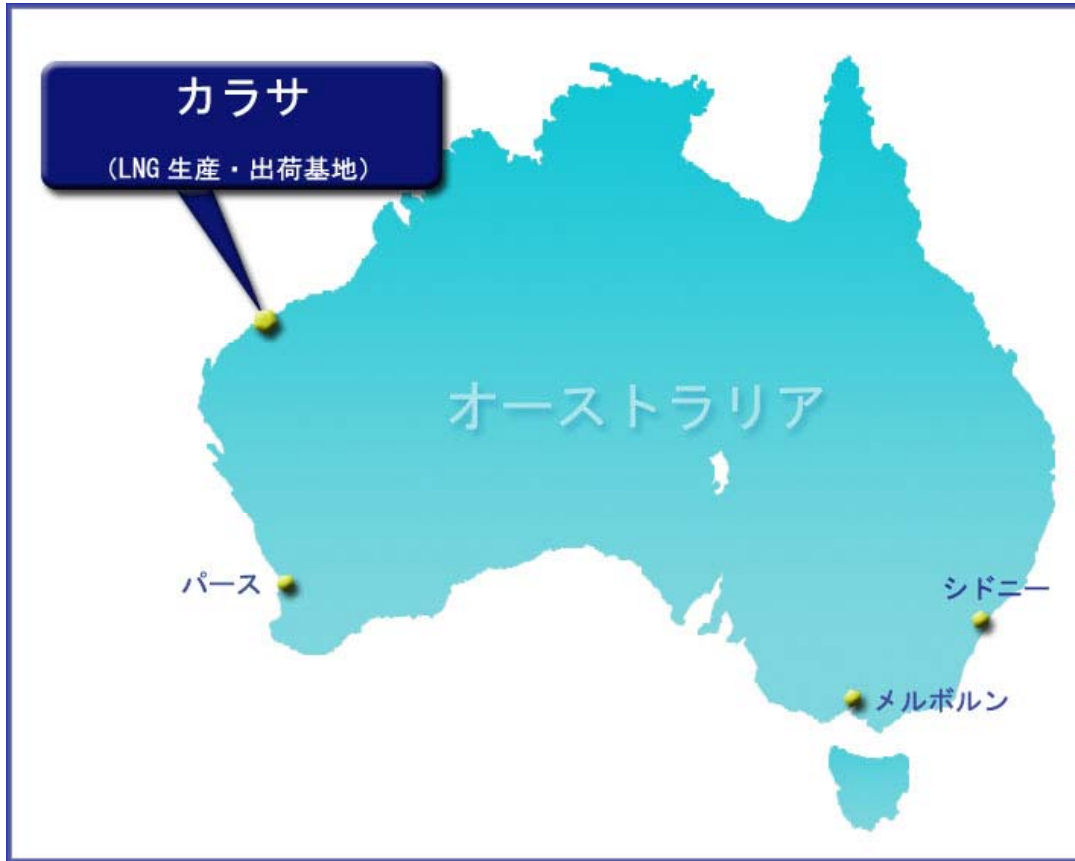 カラサ
(LNG 生産・出荷基地)
オーストラリア
パース
シドニー
メルボルン